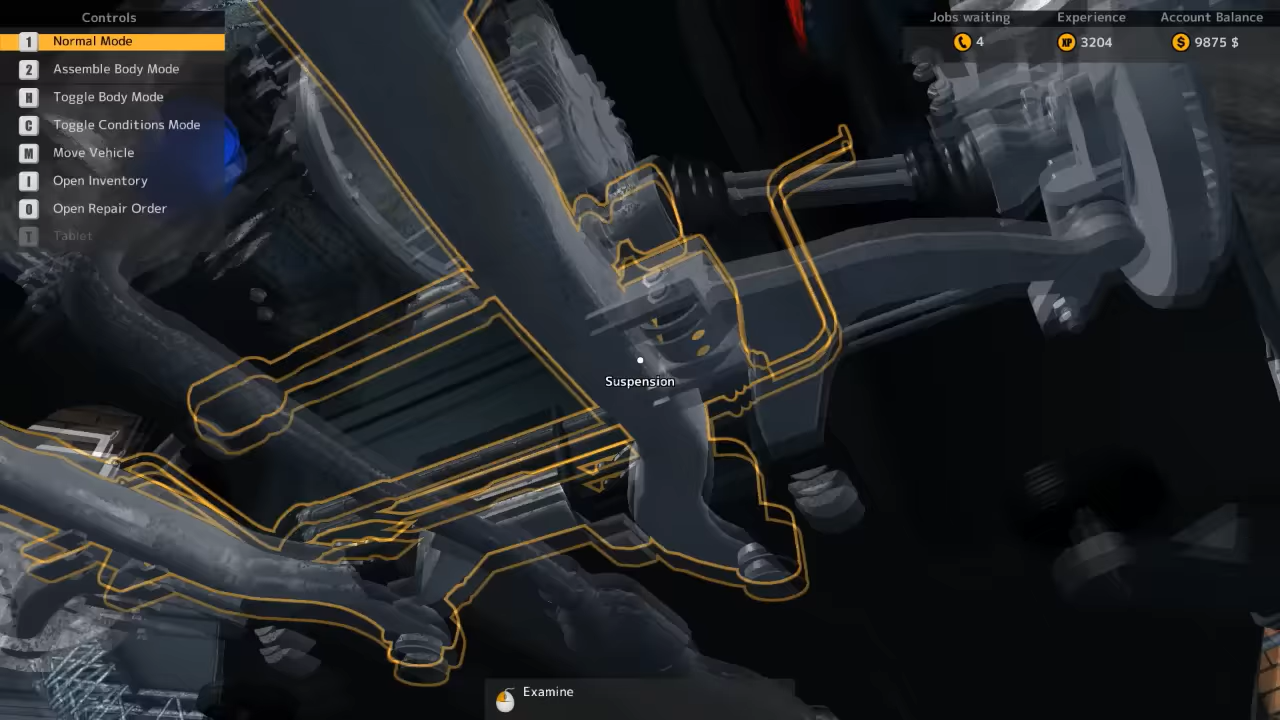 Controls
1 Normal Mode
2 Assemble Body Mode
H Toggle Body Mode
C Toggle Conditions Mode
M Move Vehicle
I Open Inventory
O Open Repair Order
T Tablet
Jobs waiting Experience Account Balance
4 XP 3204 $ 9875 $
Suspension
Examine